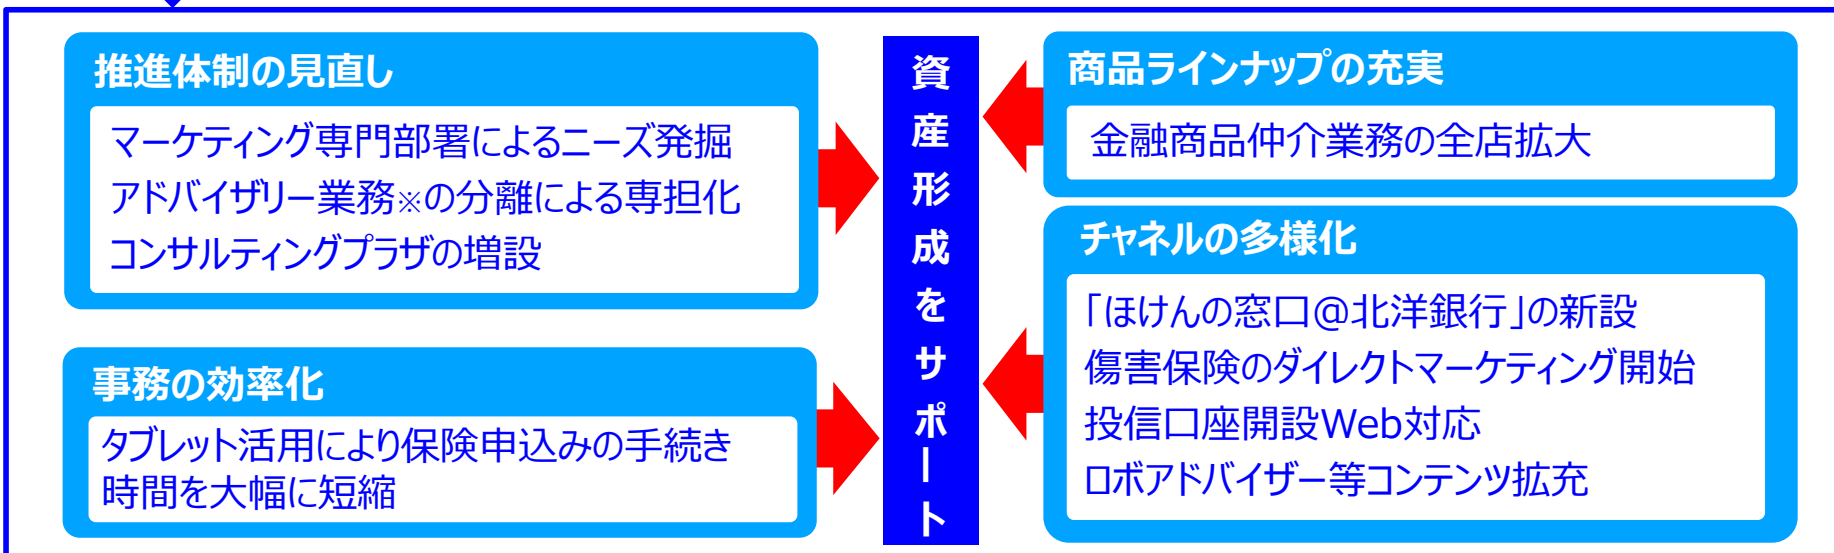 推進体制の見直し
マーケティング専門部署によるニーズ発掘
アドバイザリー業務※の分離による専担化
コンサルティングプラザの増設
事務の効率化
タブレット活用により保険申込みの手続き
時間を大幅に短縮
資産形成をサポート
商品ラインナップの充実
金融商品仲介業務の全店拡大
チャネルの多様化
「ほけんの窓口@北洋銀行」の新設
傷害保険のダイレクトマーケティング開始
投信口座開設Web対応
ロボアドバイザー等コンテンツ拡充